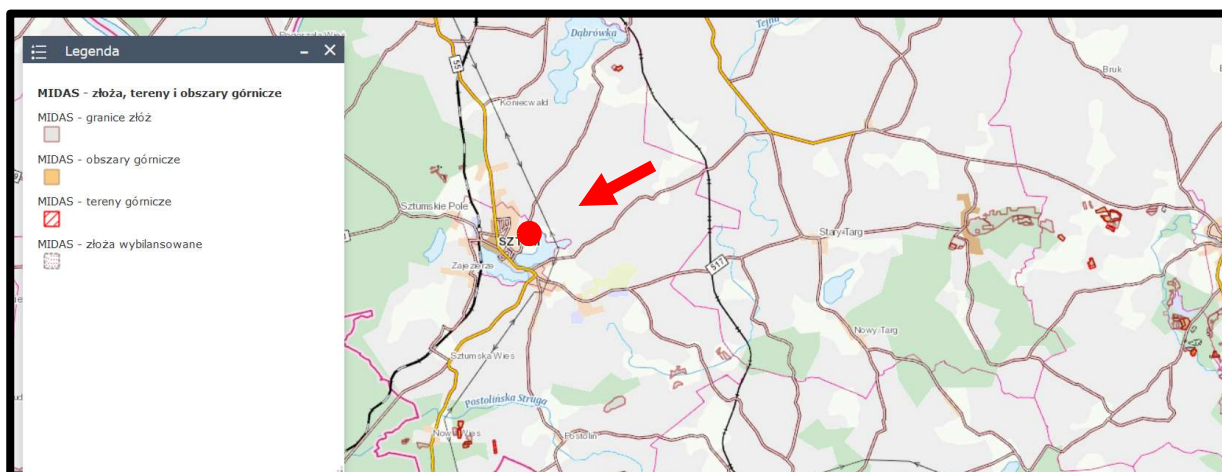 Legenda
MIDAS - złoża, tereny i obszary górnicze
MIDAS - granice złóż
MIDAS - obszary górnicze
MIDAS - tereny górnicze
MIDAS - złoża wybilansowane
Dąbrówka
Tejna
55
Bruk
Koniecwałd
Sztumskie Pole
Stary Targ
Zajezierze
517
Nowy Targ
Sztumska Wieś
Postolińska Struga
Postolin